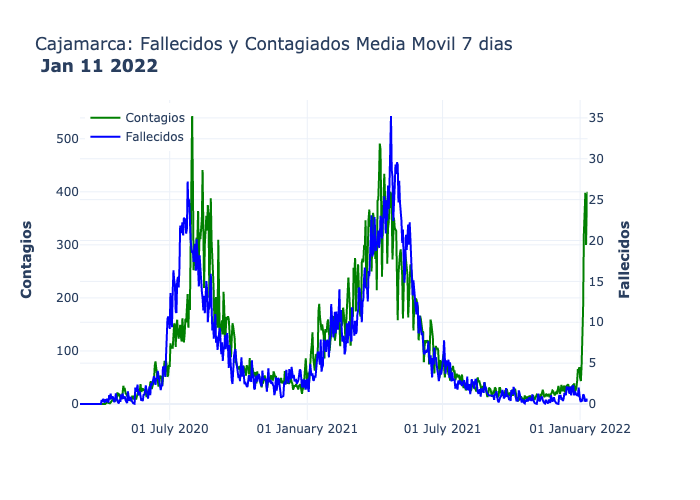 Cajamarca: Fallecidos y Contagiados Media Movil 7 dias
Jan 11 2022
Contagios
Fallecidos
Contagios
500
400
300
200
100
0
Fallecidos
35
30
25
20
15
10
5
0
01 July 2020
01 January 2021
01 July 2021
01 January 2022